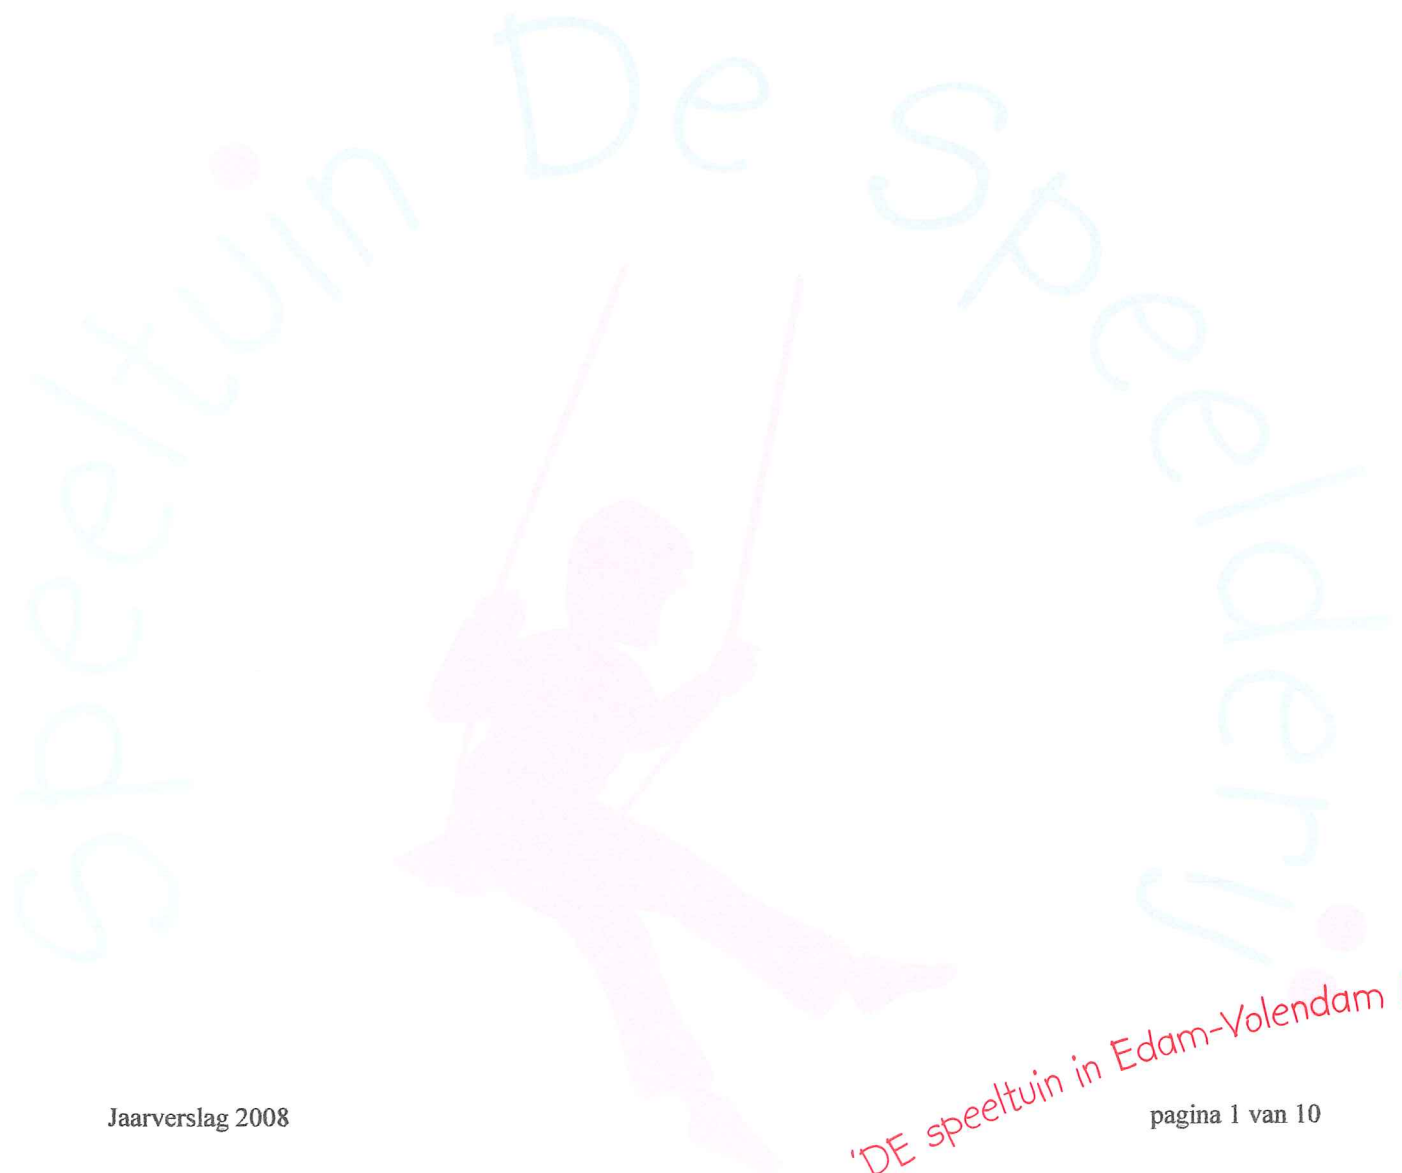 Speeltuin De Speelderij
'DE speeltuin in Edam-Volendam
Jaarverslag 2008
pagina 1 van 10